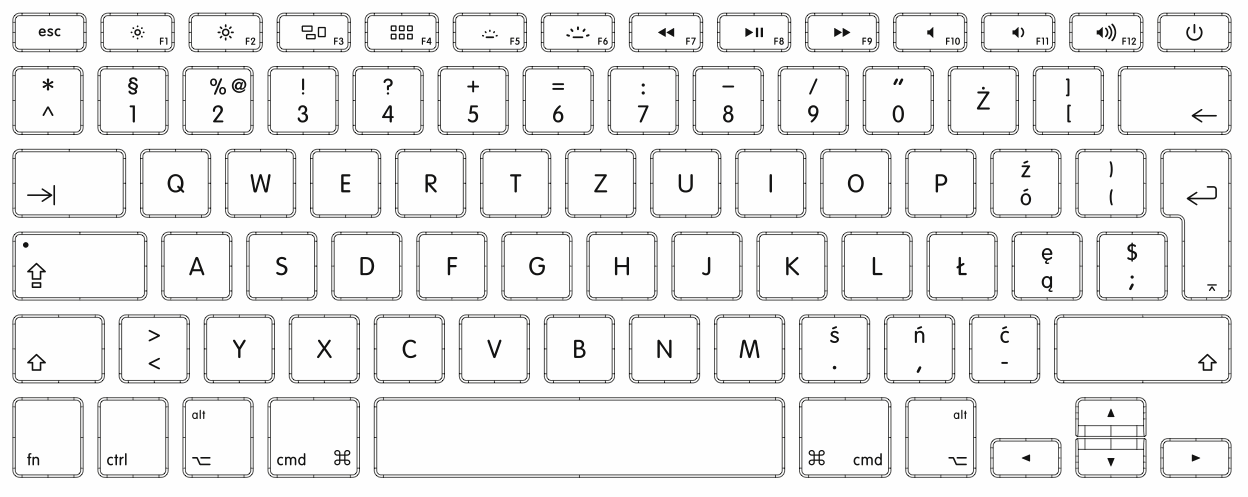 esc F1 F2 F3 F4 F5 F6 F7 F8 F9 F10 F11 F12
* § % @ ! ? + = : – / ″ Ż ]
^ 1 2 3 4 5 6 7 8 9 0 [
Q W E R T Z U I O P ź )
ó (
A S D F G H J K L Ł ę $
ą ;
> Y X C V B N M ś ń ć
< . , -
alt alt
fn ctrl ⌥ cmd ⌘ ⌘ cmd ⌥